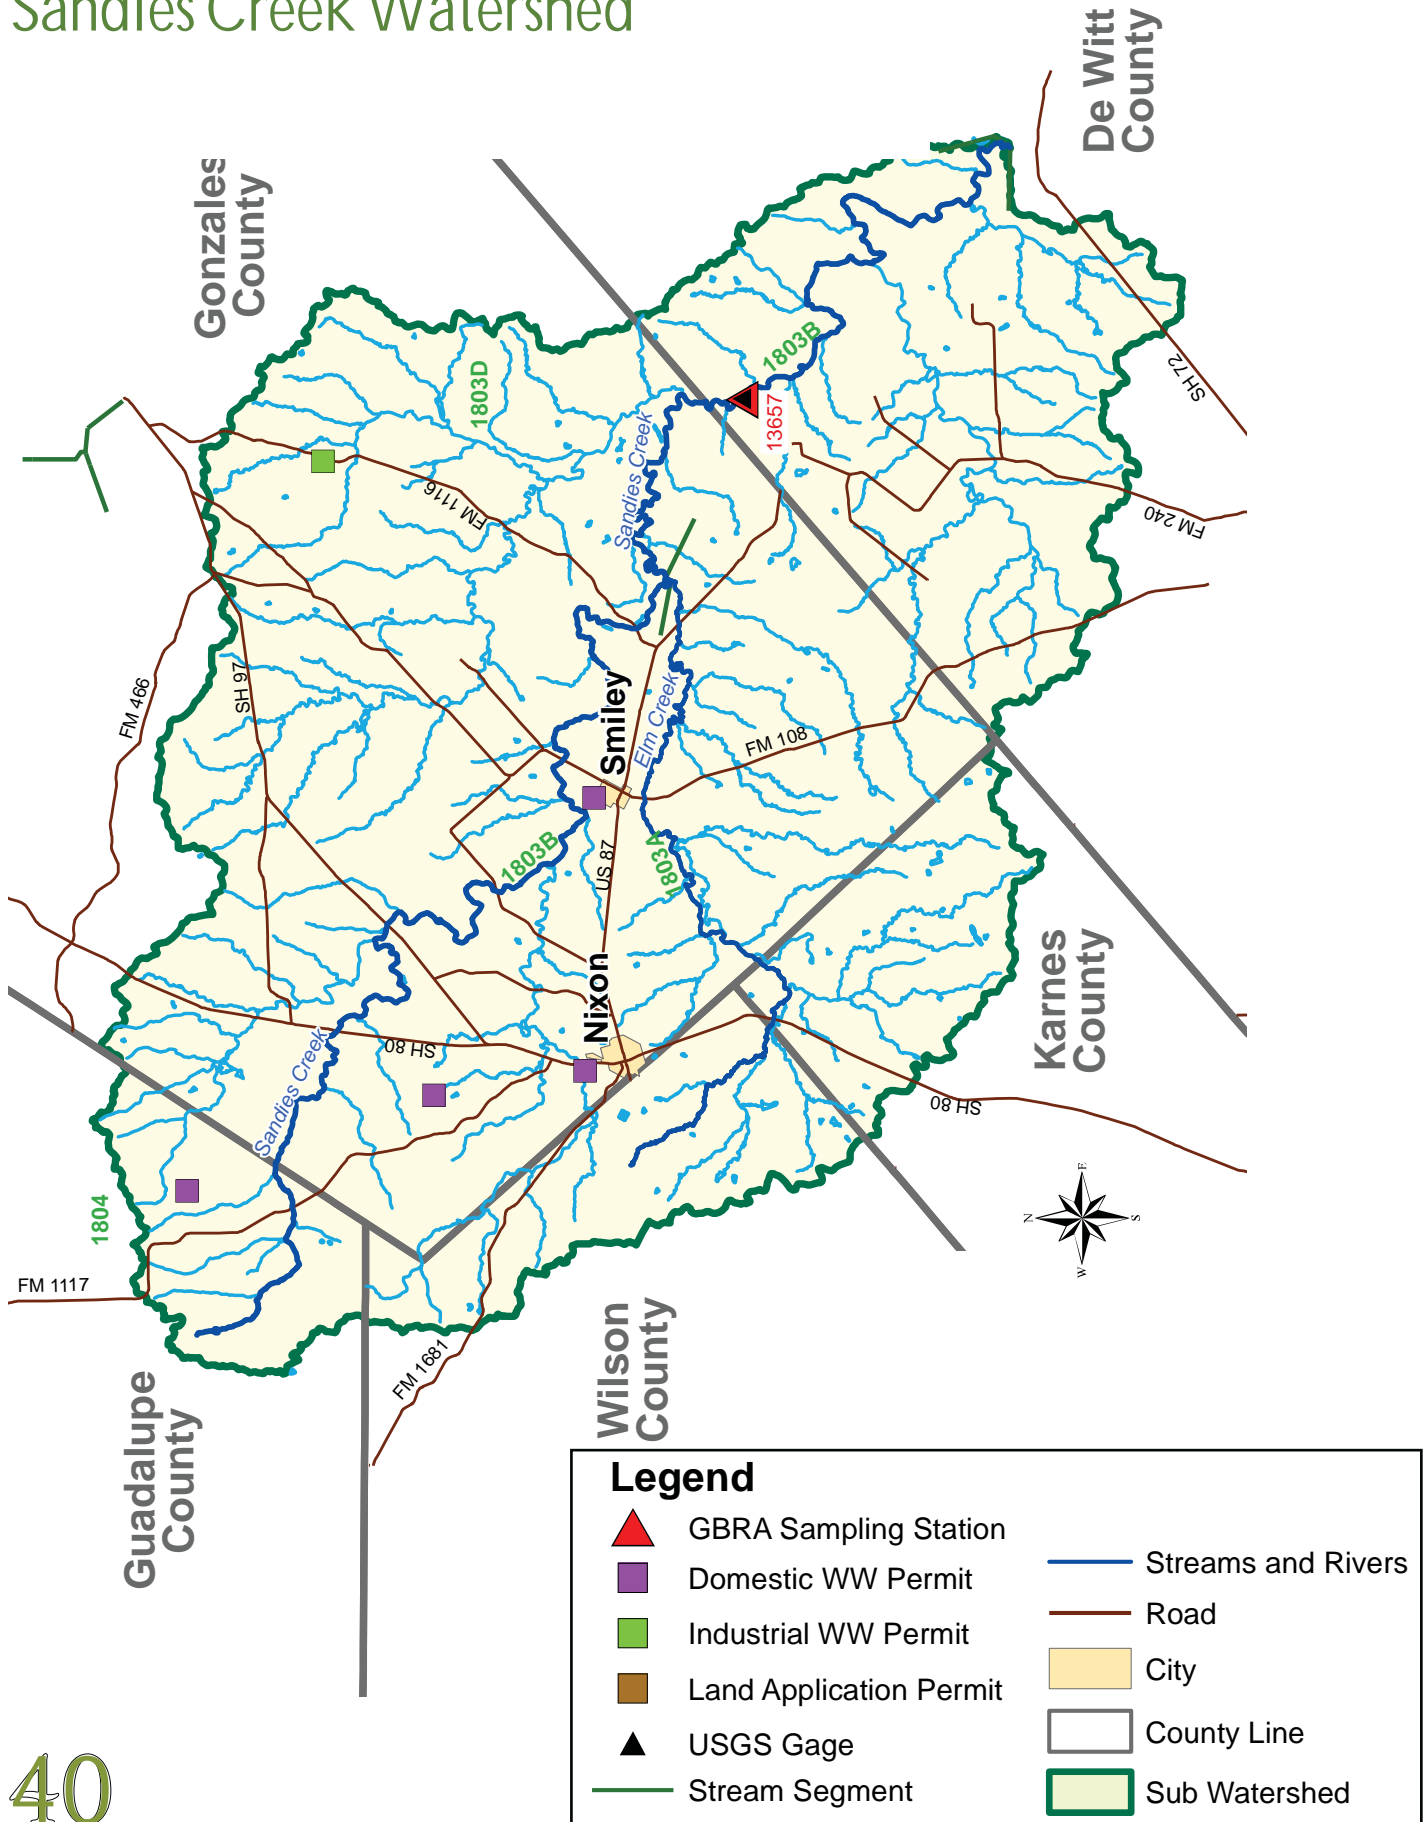 Sandies Creek Watershed
De Witt
County
Gonzales
County
1803D
1803B
13657
SH 72
Sandies Creek
FM 1116
FM 240
FM 466
SH 97
Smiley
Elm Creek
FM 108
1803B
US 87
1803A
Nixon
Karnes
County
SH 80
Sandies Creek
SH 80
1804
E
N
S
W
FM 1117
FM 1681
Wilson
County
Guadalupe
County
Legend
GBRA Sampling Station
Domestic WW Permit
Industrial WW Permit
Land Application Permit
USGS Gage
Stream Segment
Streams and Rivers
Road
City
County Line
Sub Watershed
40